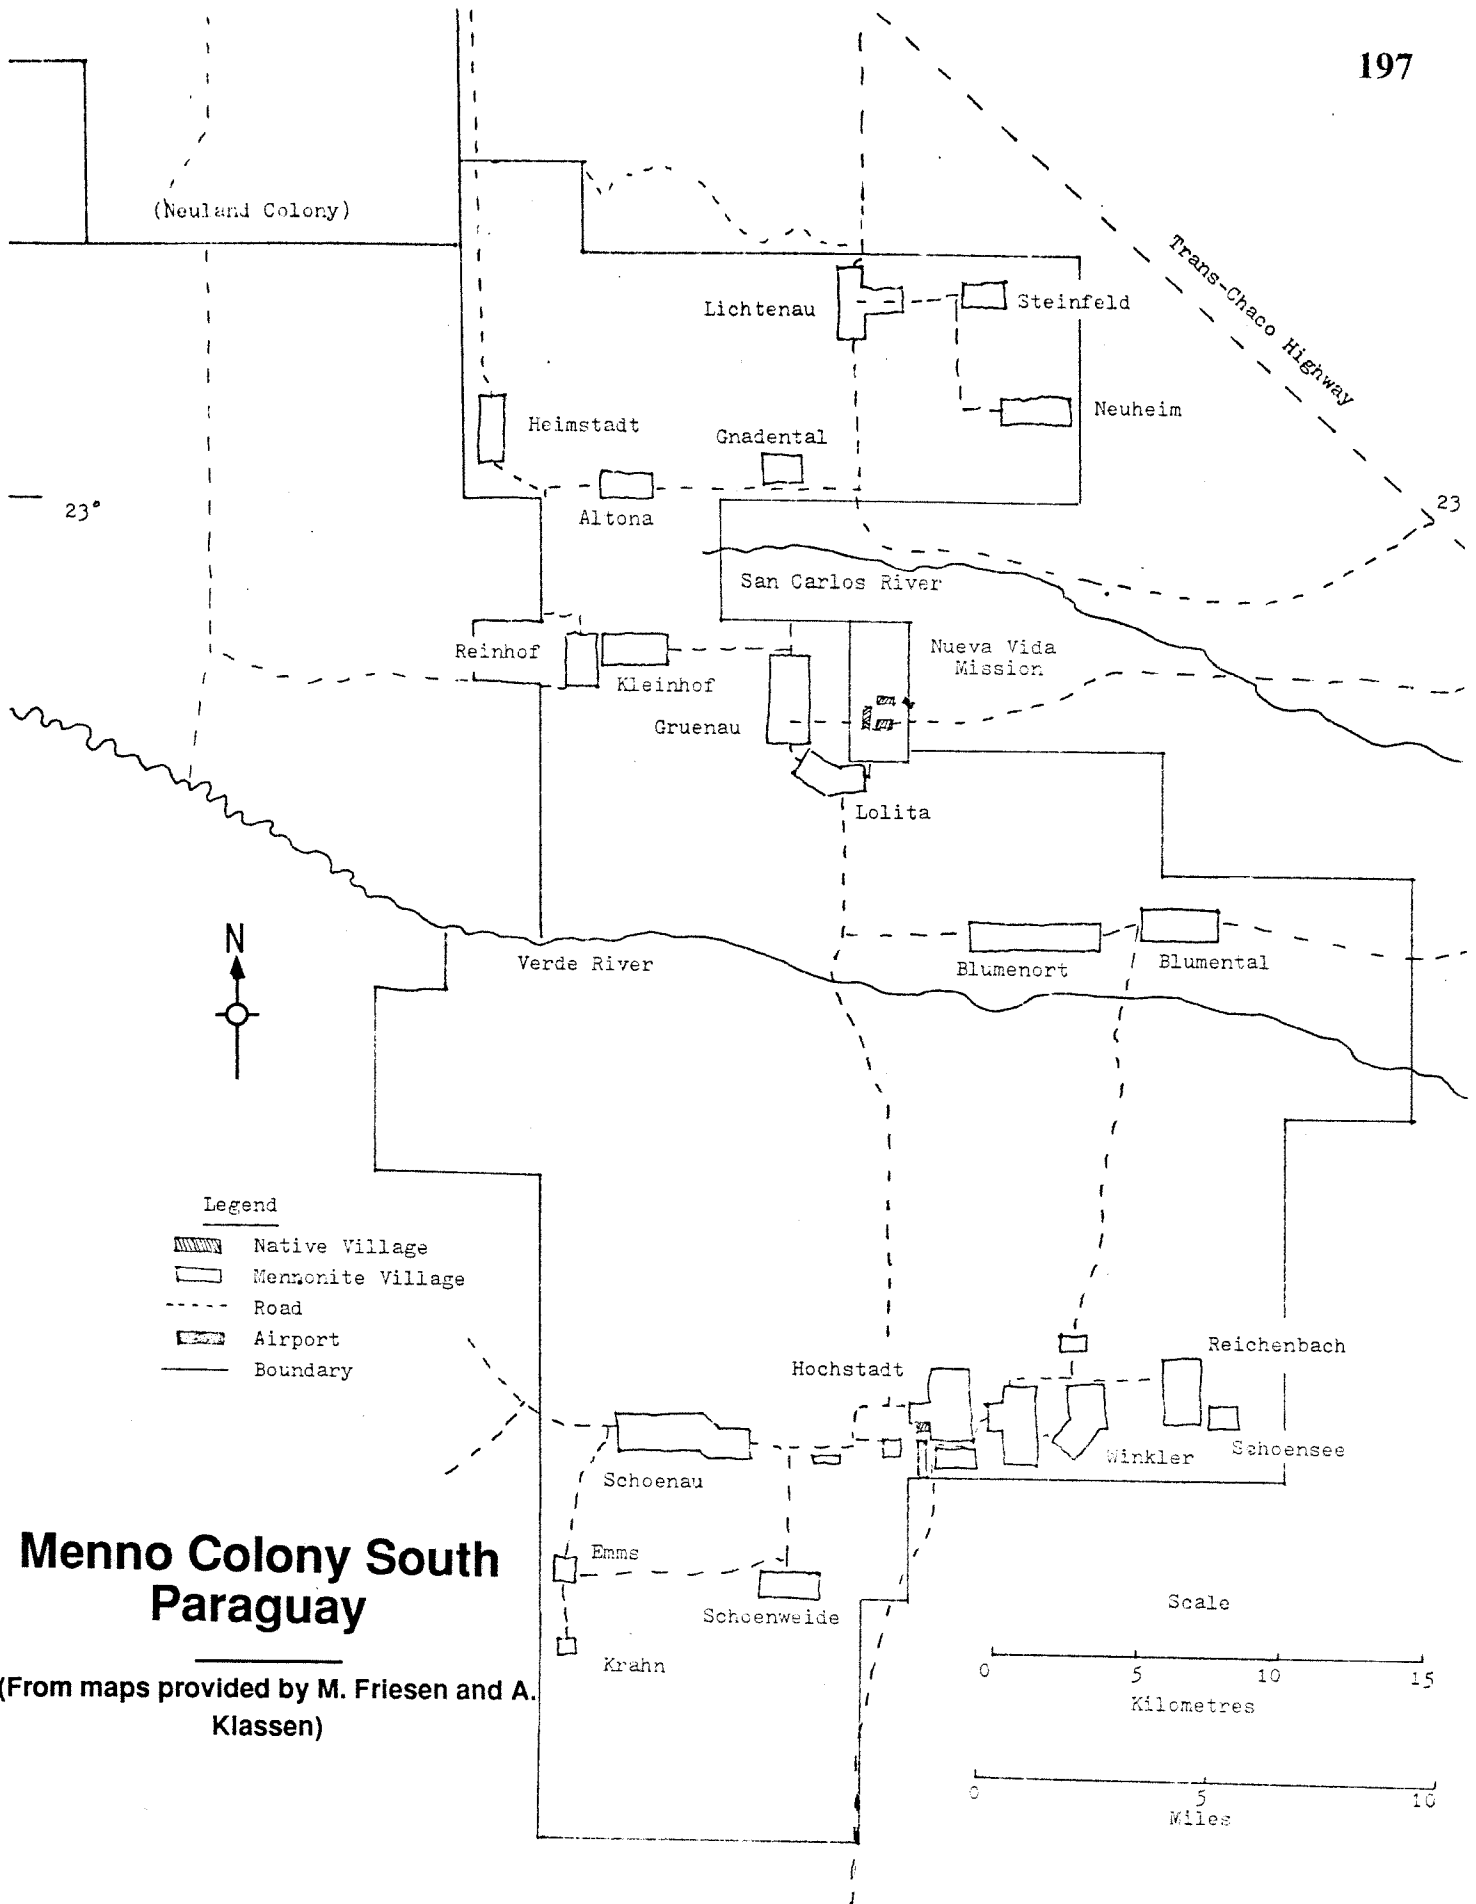 197
(Neuland Colony)
Trans-Chaco Highway
Lichtenau
Steinfeld
Heimstadt
Gnadental
Neuheim
23°
Altona
23
San Carlos River
Reinhof
Nueva Vida
Mission
Kleinhof
Gruenau
Lolita
N
Verde River
Blumenort
Blumental
Legend
Native Village
Mennonite Village
Road
Airport
Boundary
Hochstadt
Reichenbach
Schoenau
Winkler
Schoensee
Menno Colony South
Paraguay
Emms
Schoenweide
Krahn
(From maps provided by M. Friesen and A.
Klassen)
Scale
0 5 10 15
Kilometres
0 5 10
Miles